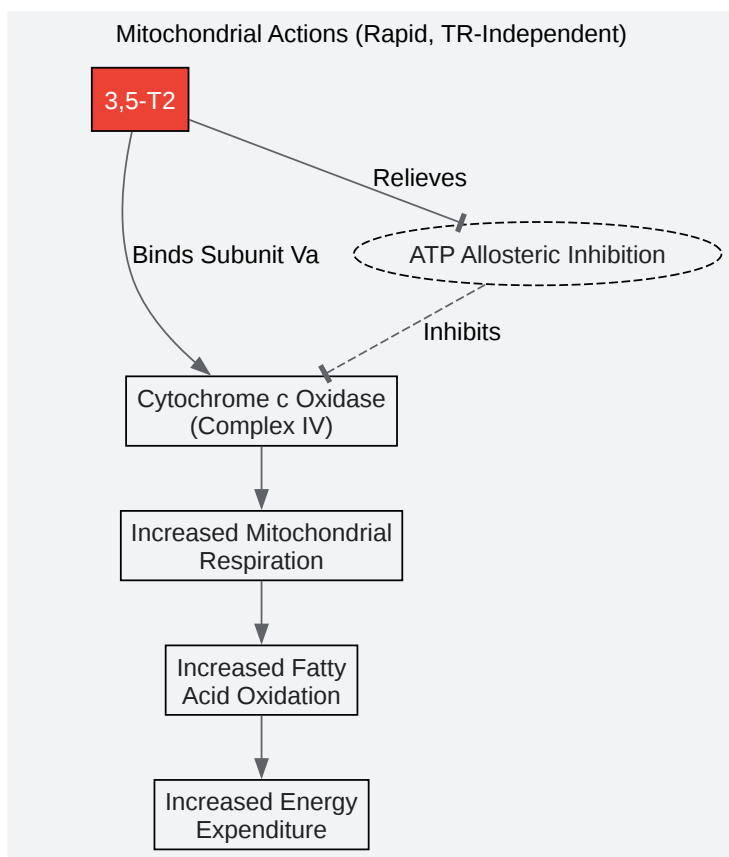 Mitochondrial Actions (Rapid, TR-Independent)
3,5-T2
Relieves
Binds Subunit Va
ATP Allosteric Inhibition
Inhibits
Cytochrome c Oxidase
(Complex IV)
Increased Mitochondrial
Respiration
Increased Fatty
Acid Oxidation
Increased Energy
Expenditure